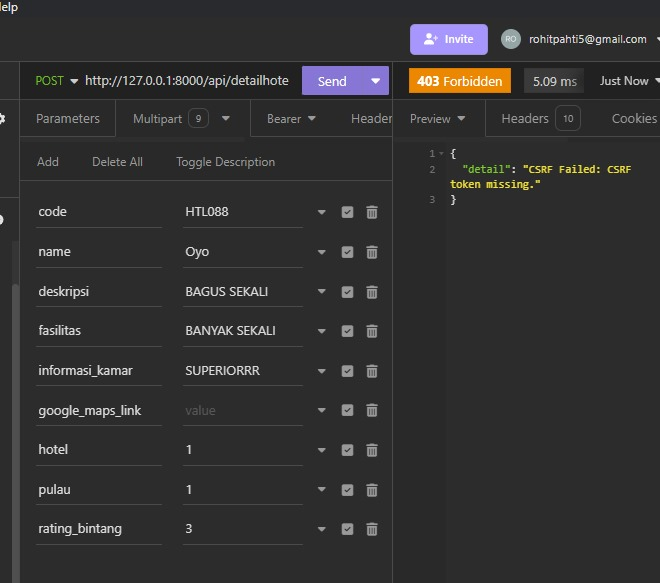 Help
Invite
RO
rohitpahti5@gmail.com
POST http://127.0.0.1:8000/api/detailhote
Send
403 Forbidden
5.09 ms
Just Now
Parameters
Multipart 9
Bearer
Header
Preview
Headers 10
Cookies
Add
Delete All
Toggle Description
code HTL088
name Oyo
deskripsi BAGUS SEKALI
fasilitas BANYAK SEKALI
informasi_kamar SUPERIORRR
google_maps_link value
hotel 1
pulau 1
rating_bintang 3
1 {
2 "detail": "CSRF Failed: CSRF
token missing."
3 }